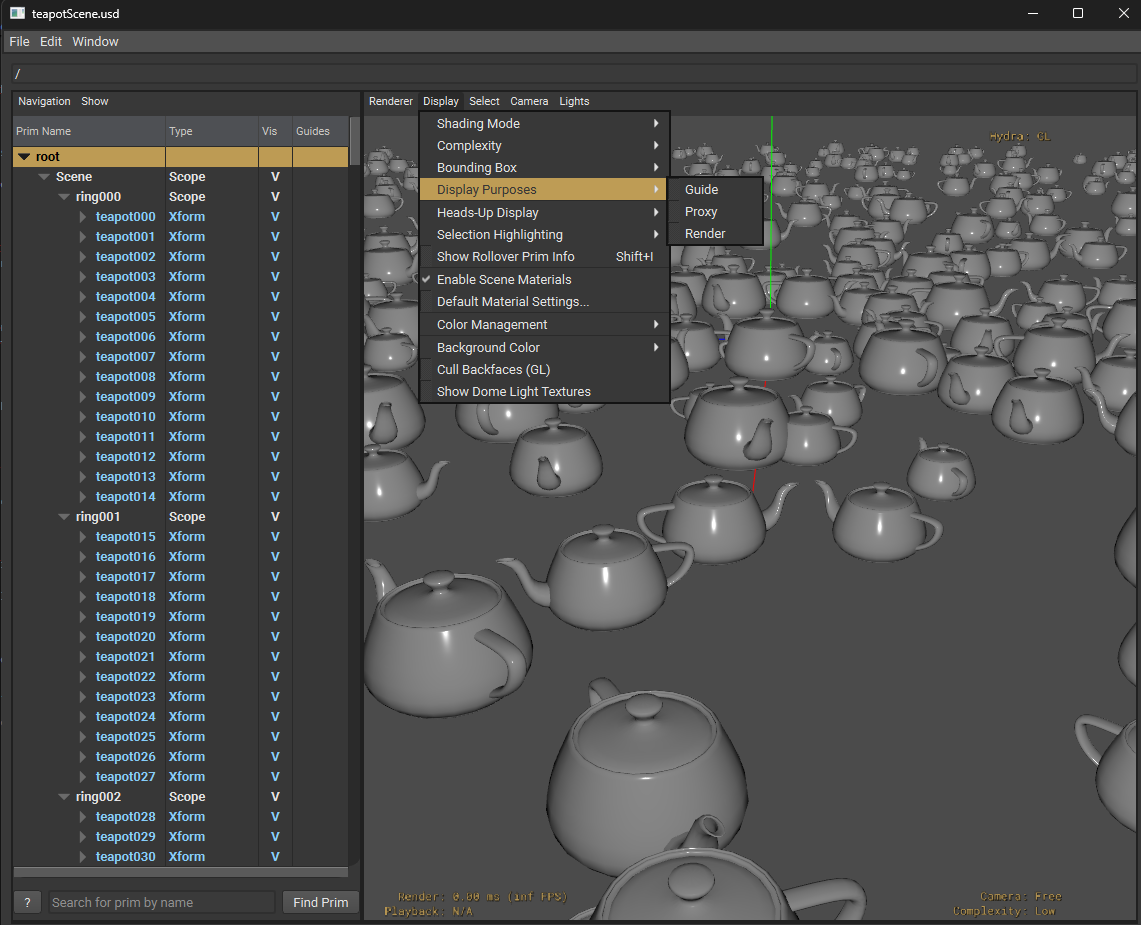 teapotScene.usd
File Edit Window
/
Navigation Show
Prim Name Type Vis Guides
root
Scene Scope V
ring000 Scope V
teapot000 Xform V
teapot001 Xform V
teapot002 Xform V
teapot003 Xform V
teapot004 Xform V
teapot005 Xform V
teapot006 Xform V
teapot007 Xform V
teapot008 Xform V
teapot009 Xform V
teapot010 Xform V
teapot011 Xform V
teapot012 Xform V
teapot013 Xform V
teapot014 Xform V
ring001 Scope V
teapot015 Xform V
teapot016 Xform V
teapot017 Xform V
teapot018 Xform V
teapot019 Xform V
teapot020 Xform V
teapot021 Xform V
teapot022 Xform V
teapot023 Xform V
teapot024 Xform V
teapot025 Xform V
teapot026 Xform V
teapot027 Xform V
ring002 Scope V
teapot028 Xform V
teapot029 Xform V
teapot030 Xform V
? Search for prim by name Find Prim
Renderer Display Select Camera Lights
Shading Mode
Complexity
Bounding Box
Display Purposes
Heads-Up Display
Selection Highlighting
Show Rollover Prim Info Shift+I
Enable Scene Materials
Default Material Settings...
Color Management
Background Color
Cull Backfaces (GL)
Show Dome Light Textures
Guide
Proxy
Render
Hydra: GL
Render: 0.00 ms (inf FPS)
Playback: N/A
Camera: Free
Complexity: Low